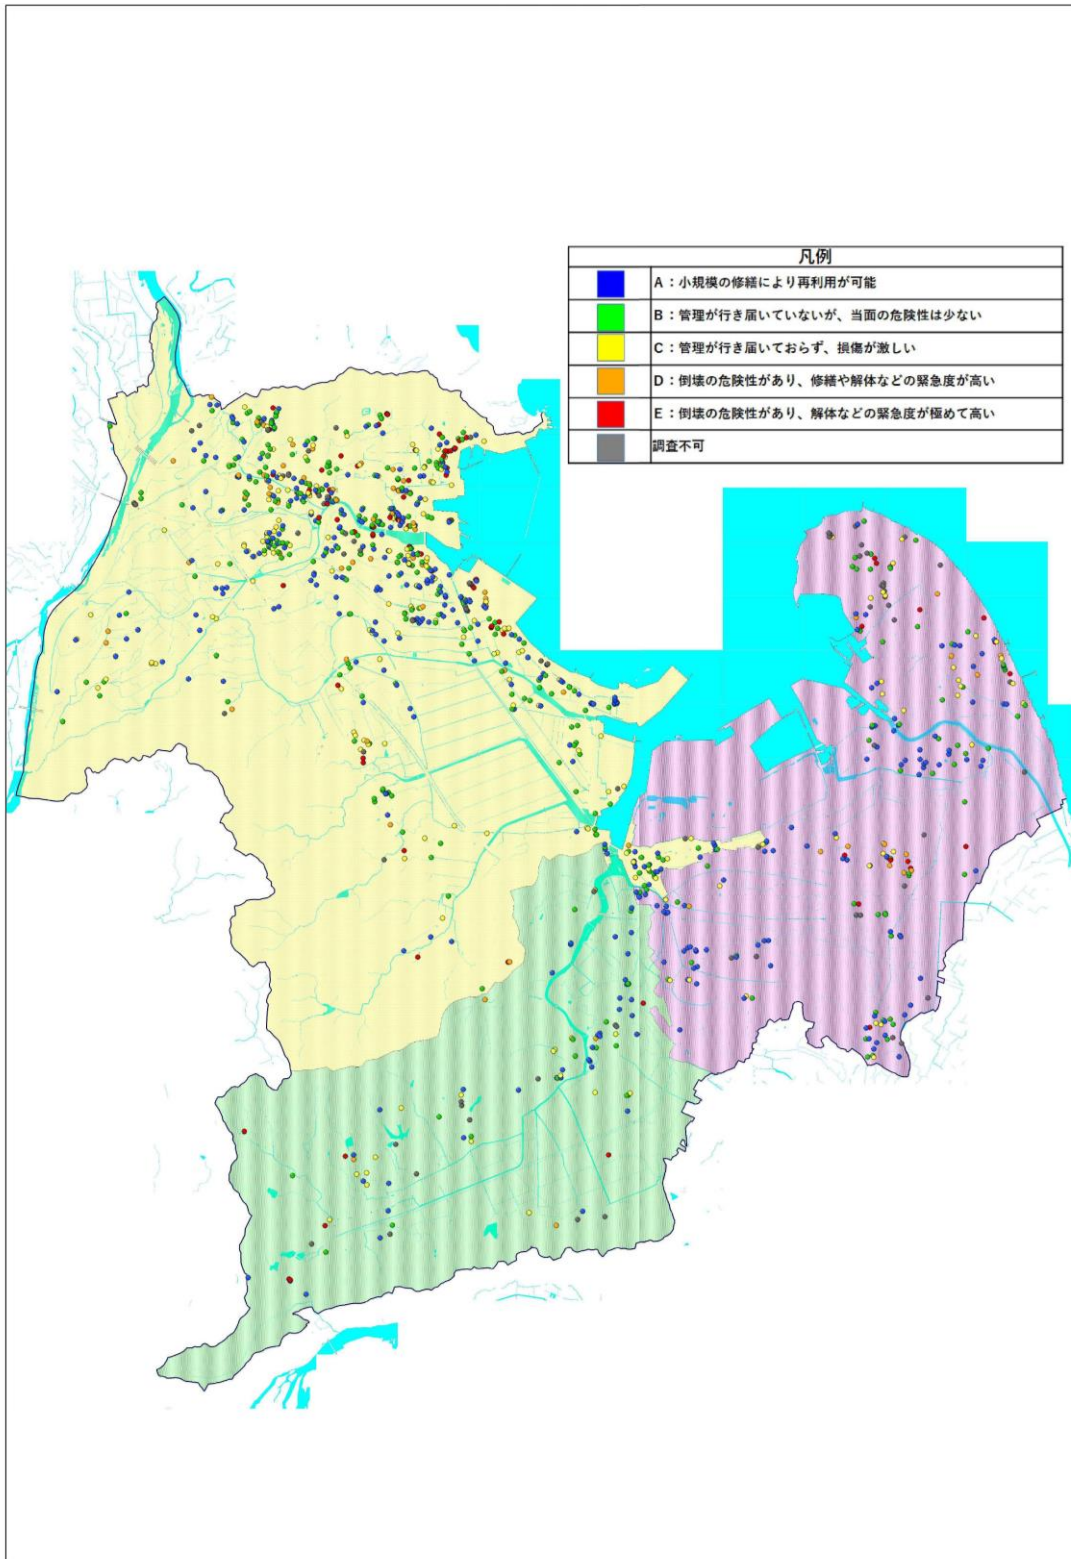 凡例
A：小規模の修繕により再利用が可能
B：管理が行き届いていないが、当面の危険性は少ない
C：管理が行き届いておらず、損傷が激しい
D：倒壊の危険性があり、修繕や解体などの緊急度が高い
E：倒壊の危険性があり、解体などの緊急度が極めて高い
調査不可